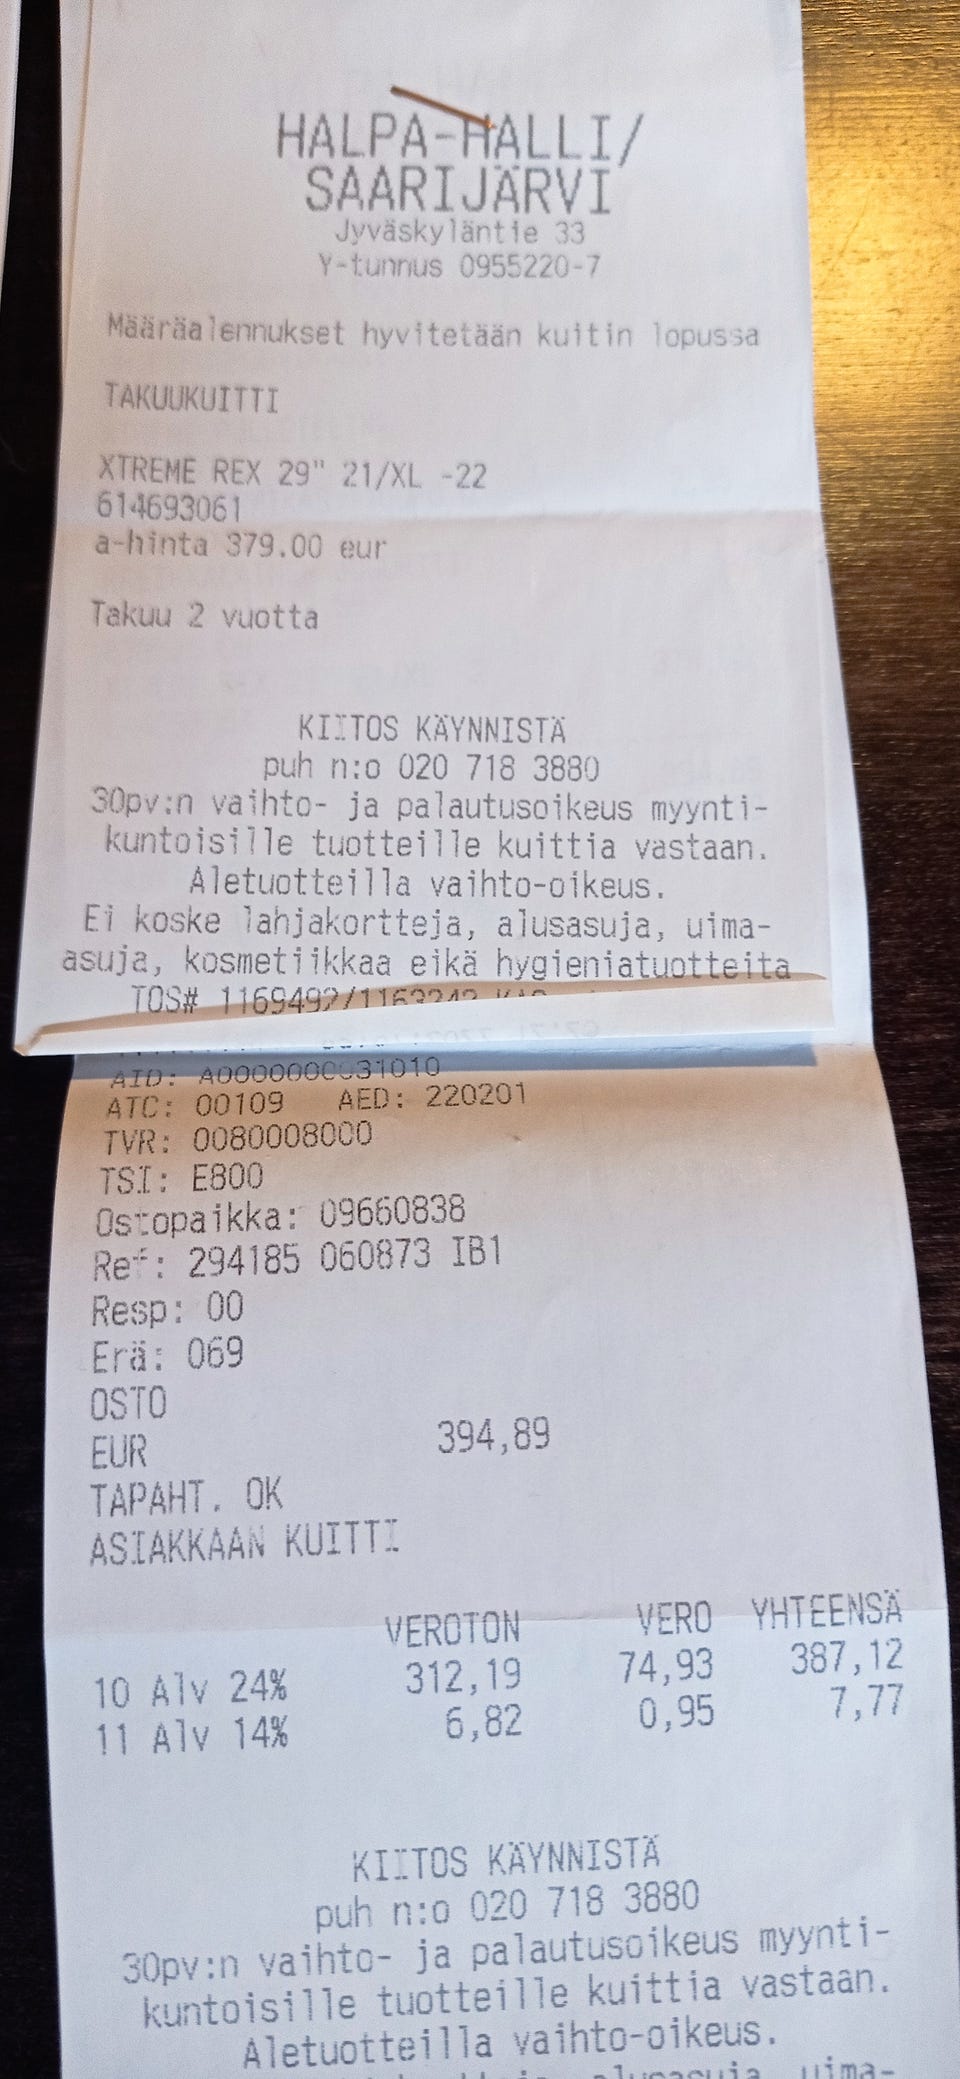 HALPA-HALLI/
SAARIJÄRVI
Jyväskyläntie 33
Y-tunnus 0955220-7
Määräalennukset hyvitetään kuitin lopussa
TAKUUKUITTI
XTREME REX 29" 21/XL -22
614693061
a-hinta 379.00 eur
Takuu 2 vuotta
KIITOS KÄYNNISTÄ
puh n:o 020 718 3880
30pv:n vaihto- ja palautusoikeus myynti-
kuntoisille tuotteille kuittia vastaan.
Aletuotteilla vaihto-oikeus.
Ei koske lahjakortteja, alusasuja, uima-
asuja, kosmetiikkaa eikä hygieniatuotteita
TOS#
AID: A0000000031010
ATC: 00109 AED: 220201
TVR: 0080008000
TSI: E800
Ostopaikka: 09660838
Ref: 294185 060873 IB1
Resp: 00
Erä: 069
OSTO
EUR 394,89
TAPAHT. OK
ASIAKKAAN KUITTI
VEROTON VERO YHTEENSÄ
10 Alv 24% 312,19 74,93 387,12
11 Alv 14% 6,82 0,95 7,77
KIITOS KÄYNNISTÄ
puh n:o 020 718 3880
30pv:n vaihto- ja palautusoikeus myynti-
kuntoisille tuotteille kuittia vastaan.
Aletuotteilla vaihto-oikeus.
alusasuja, uima-